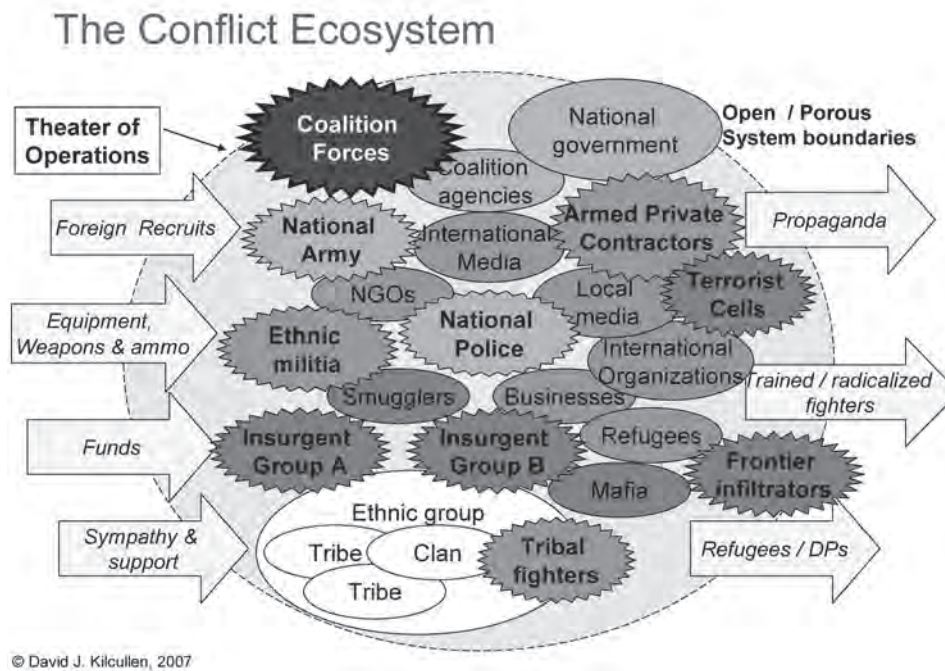 The Conflict Ecosystem
Theater of
Operations
Coalition
Forces
National
government
Open / Porous
System boundaries
Coalition
agencies
Foreign Recruits
National
Army
International
Media
Armed Private
Contractors
Propaganda
NGOs
Local
media
Terrorist
Cells
Equipment,
Weapons & ammo
Ethnic
militia
National
Police
International
Organizations
Trained / radicalized
fighters
Smugglers
Businesses
Funds
Insurgent
Group A
Insurgent
Group B
Refugees
Mafia
Frontier
infiltrators
Sympathy &
support
Ethnic group
Tribe
Clan
Tribe
Tribal
fighters
Refugees / DPs
© David J. Kilcullen, 2007